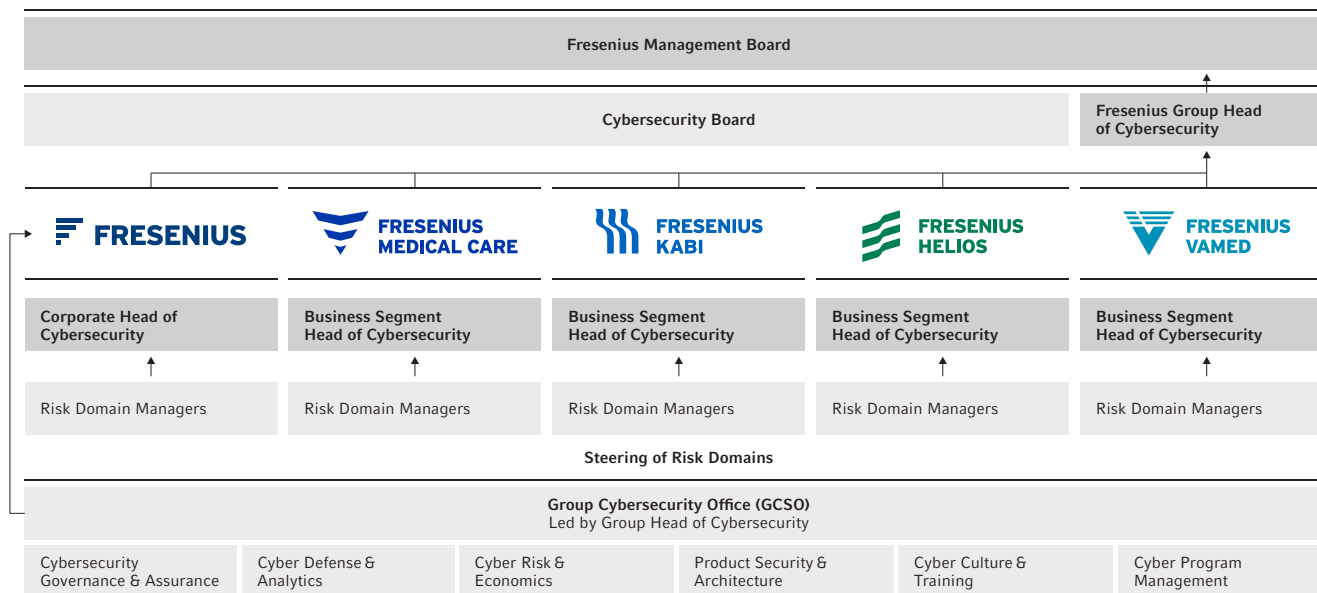 Fresenius Management Board
Cybersecurity Board
Fresenius Group Head
of Cybersecurity
FRESENIUS
FRESENIUS
MEDICAL CARE
FRESENIUS
KABI
FRESENIUS
HELIOS
FRESENIUS
VAMED
Corporate Head of
Cybersecurity
Business Segment
Head of Cybersecurity
Business Segment
Head of Cybersecurity
Business Segment
Head of Cybersecurity
Business Segment
Head of Cybersecurity
Risk Domain Managers
Risk Domain Managers
Risk Domain Managers
Risk Domain Managers
Risk Domain Managers
Steering of Risk Domains
Group Cybersecurity Office (GCSO)
Led by Group Head of Cybersecurity
Cybersecurity
Governance & Assurance
Cyber Defense &
Analytics
Cyber Risk &
Economics
Product Security &
Architecture
Cyber Culture &
Training
Cyber Program
Management